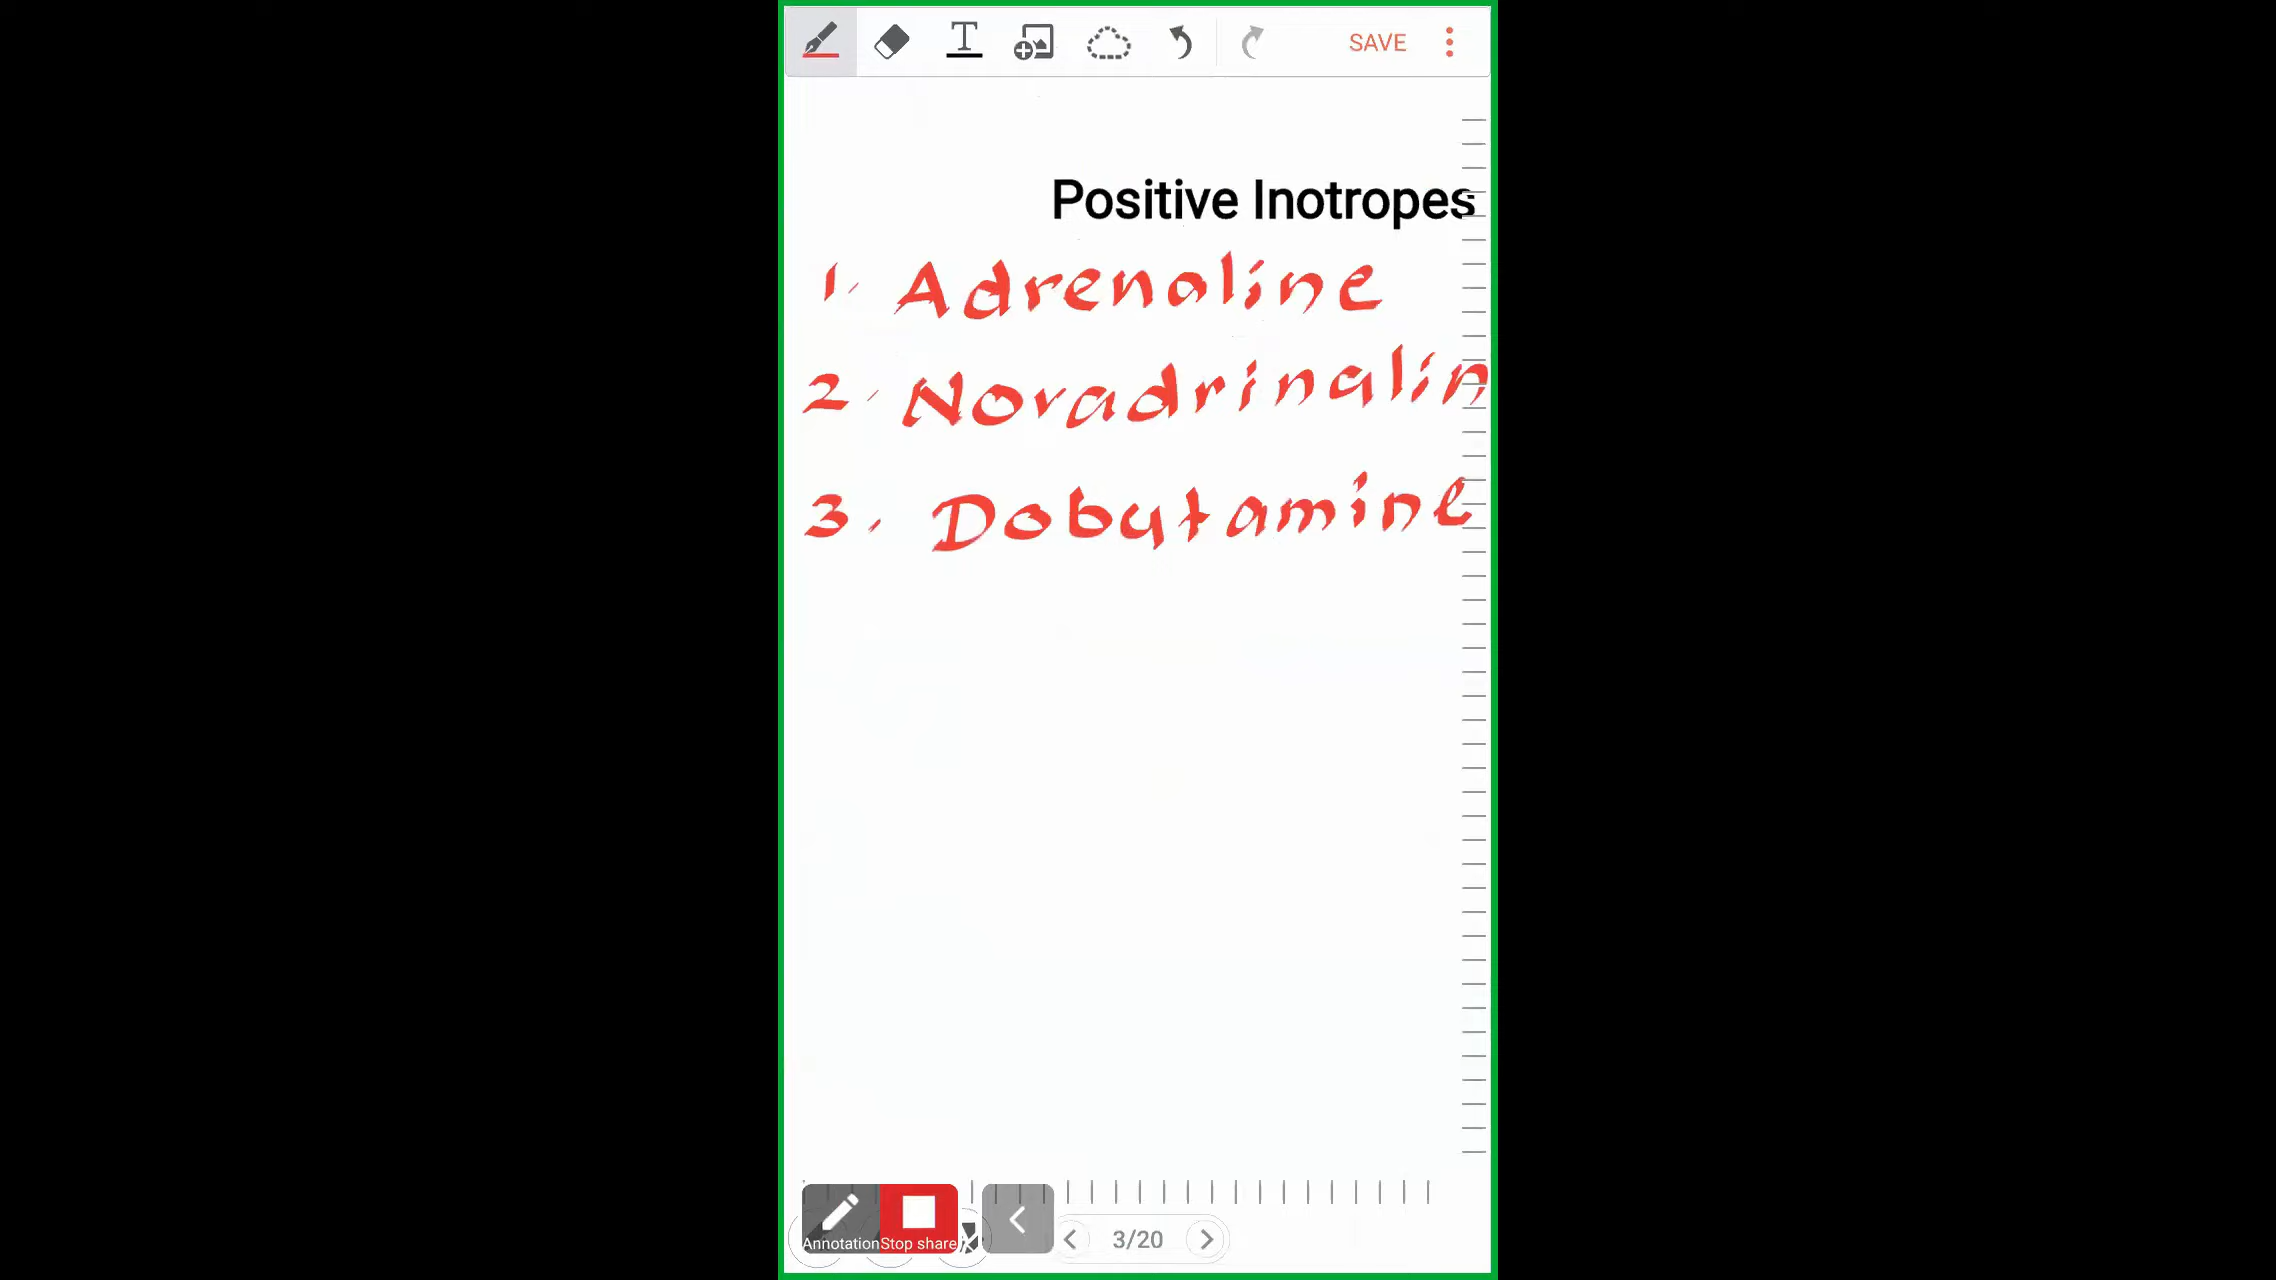 SAVE
Positive Inotropes
1. Adrenaline
2. Noradrinalin
3. Dobutamine
Annotation Stop share
3/20